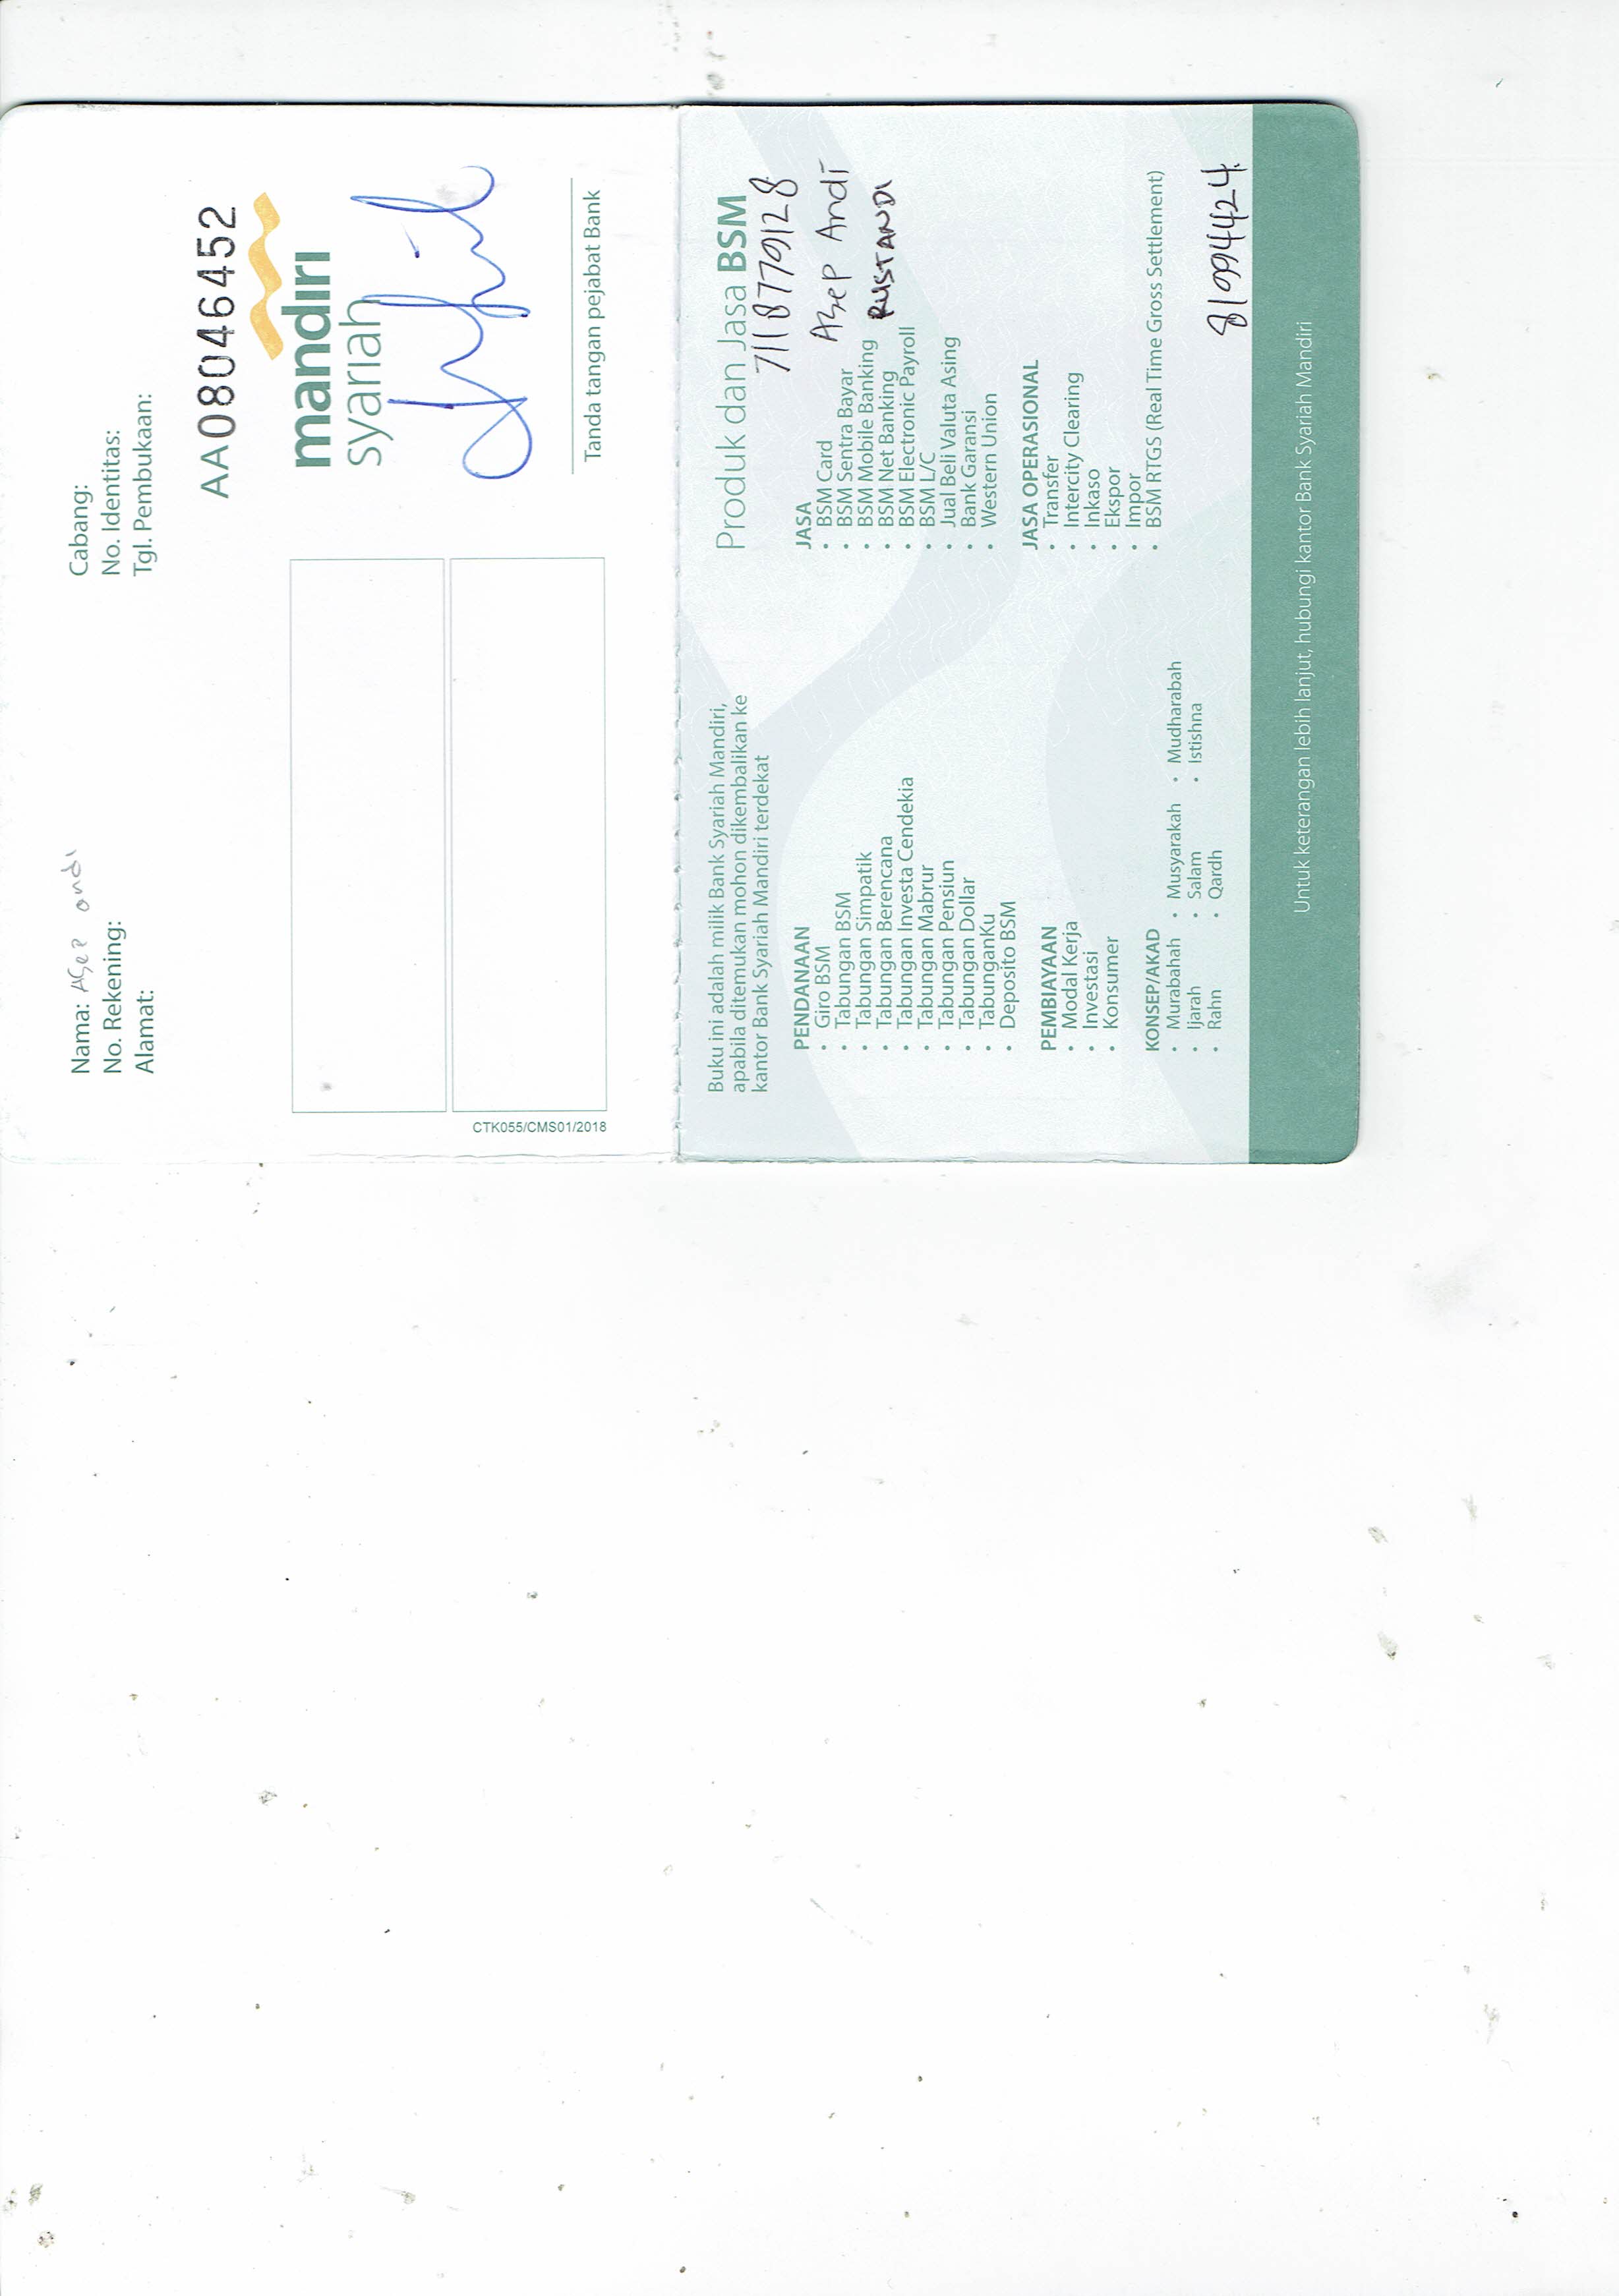 Nama: Asep andi
No. Rekening:
Alamat:
Cabang:
No. Identitas:
Tgl. Pembukaan:
AA08046452
mandiri
syariah
Tanda tangan pejabat Bank
CTK055/CMS01/2018
Buku ini adalah milik Bank Syariah Mandiri,
apabila ditemukan mohon dikembalikan ke
kantor Bank Syariah Mandiri terdekat
PENDANAAN
• Giro BSM
• Tabungan BSM
• Tabungan Simpatik
• Tabungan Berencana
• Tabungan Investa Cendekia
• Tabungan Mabrur
• Tabungan Pensiun
• Tabungan Dollar
• TabunganKu
• Deposito BSM
PEMBIAYAAN
• Modal Kerja
• Investasi
• Konsumer
KONSEP/AKAD
• Murabahah • Musyarakah • Mudharabah
• Ijarah • Salam • Istishna
• Rahn • Qardh
Produk dan Jasa BSM
7118779128
Asep Andi
RUSTANDI
JASA
• BSM Card
• BSM Sentra Bayar
• BSM Mobile Banking
• BSM Net Banking
• BSM Electronic Payroll
• BSM L/C
• Jual Beli Valuta Asing
• Bank Garansi
• Western Union
JASA OPERASIONAL
• Transfer
• Intercity Clearing
• Inkaso
• Ekspor
• Impor
• BSM RTGS (Real Time Gross Settlement)
819944424
Untuk keterangan lebih lanjut, hubungi kantor Bank Syariah Mandiri